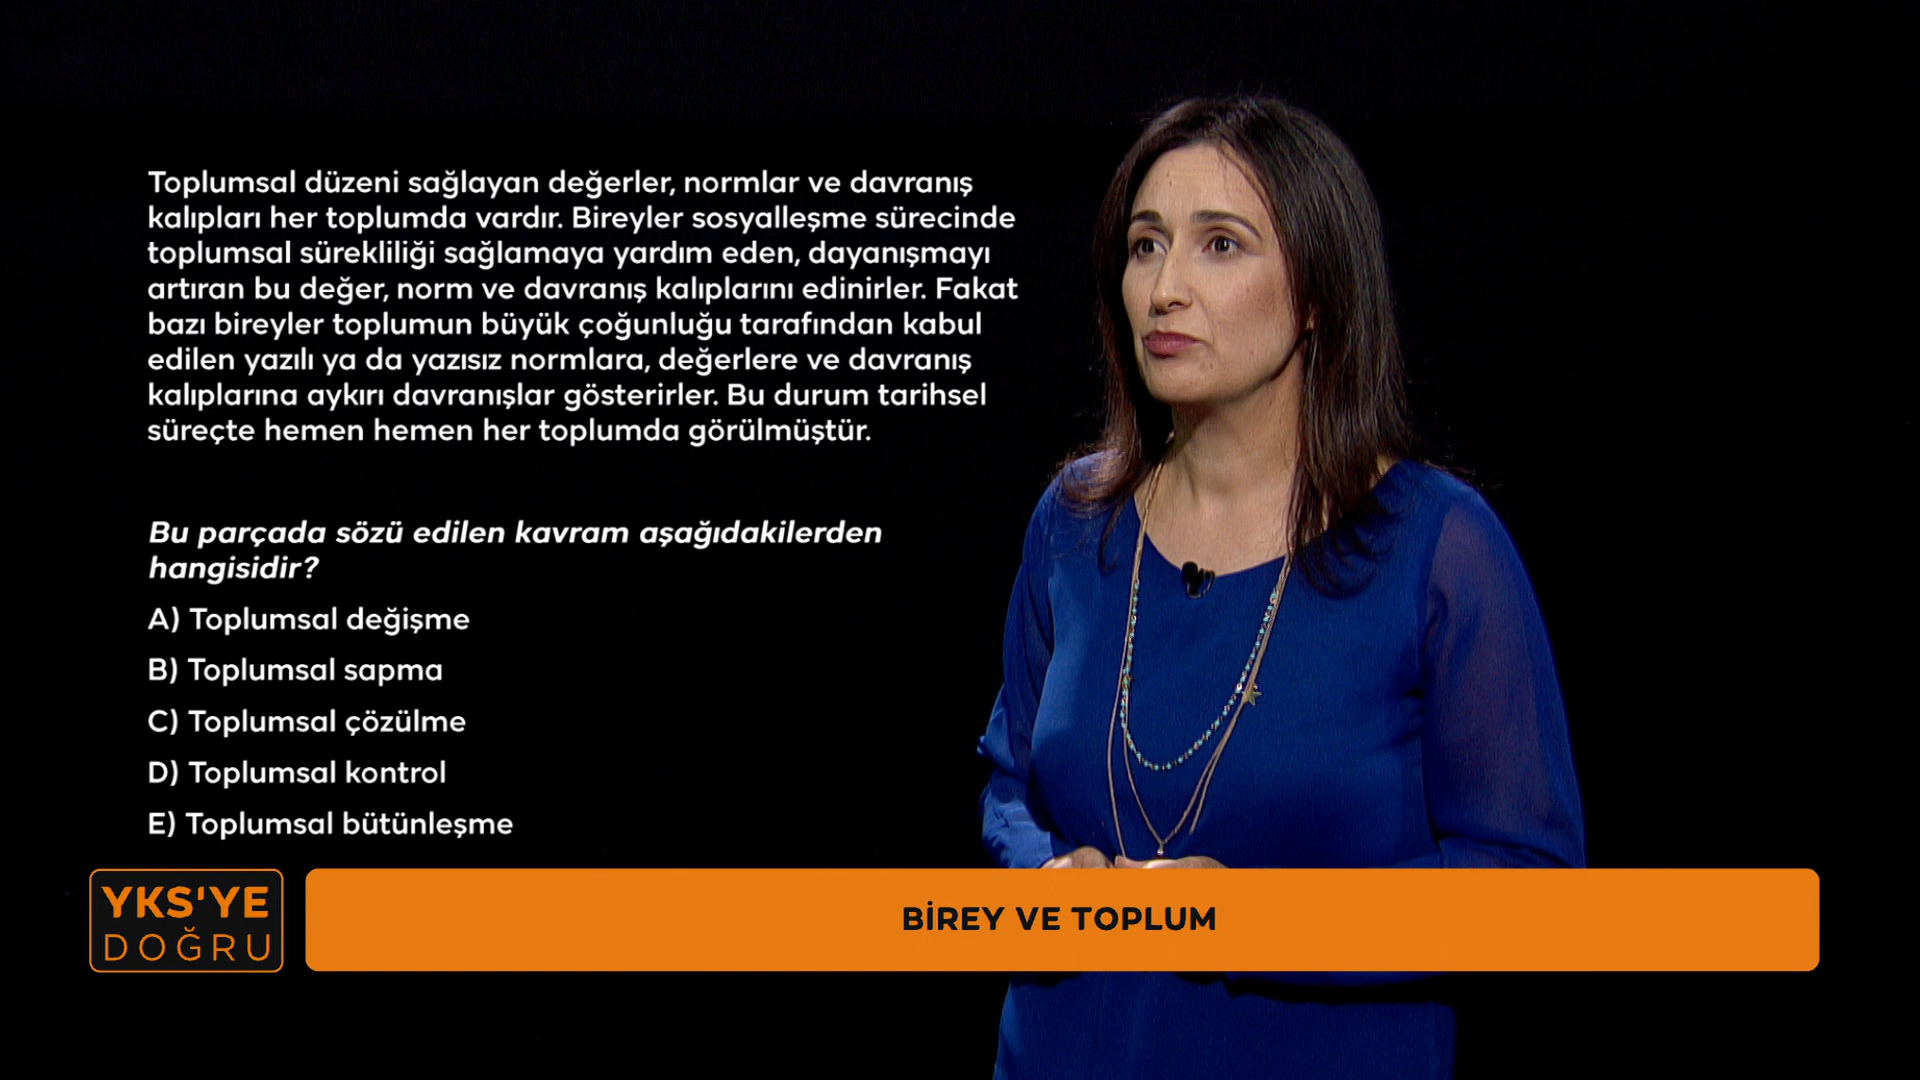 Toplumsal düzeni sağlayan değerler, normlar ve davranış
kalıpları her toplumda vardır. Bireyler sosyalleşme sürecinde
toplumsal sürekliliği sağlamaya yardım eden, dayanışmayı
artıran bu değer, norm ve davranış kalıplarını edinirler. Fakat
bazı bireyler toplumun büyük çoğunluğu tarafından kabul
edilen yazılı ya da yazısız normlara, değerlere ve davranış
kalıplarına aykırı davranışlar gösterirler. Bu durum tarihsel
süreçte hemen hemen her toplumda görülmüştür.
Bu parçada sözü edilen kavram aşağıdakilerden
hangisidir?
A) Toplumsal değişme
B) Toplumsal sapma
C) Toplumsal çözülme
D) Toplumsal kontrol
E) Toplumsal bütünleşme
YKS'YE
DOĞRU
BİREY VE TOPLUM